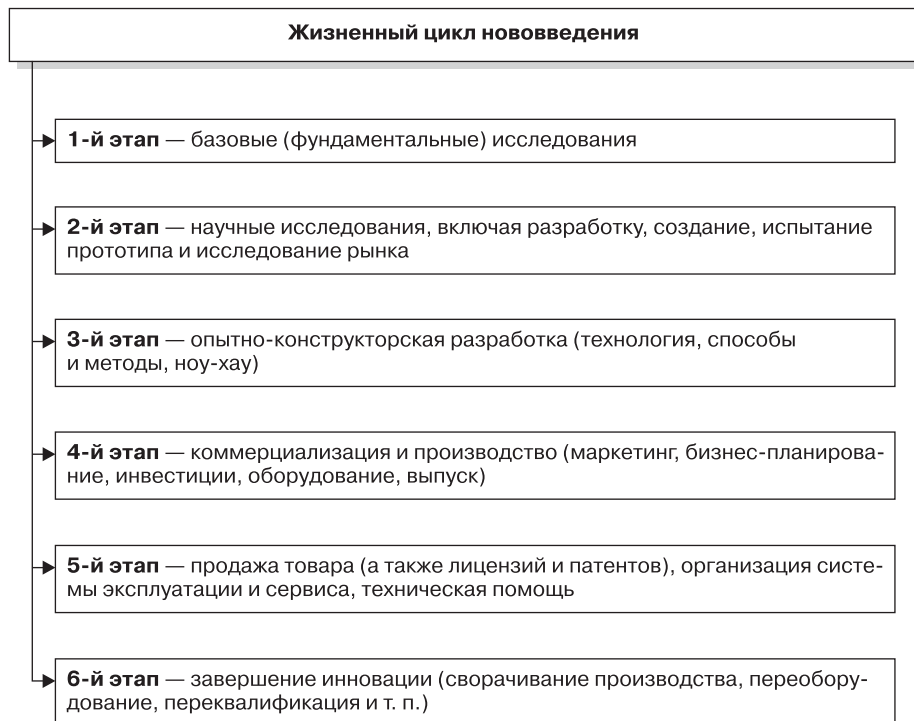 Жизненный цикл нововведения
1-й этап — базовые (фундаментальные) исследования
2-й этап — научные исследования, включая разработку, создание, испытание
прототипа и исследование рынка
3-й этап — опытно-конструкторская разработка (технология, способы
и методы, ноу-хау)
4-й этап — коммерциализация и производство (маркетинг, бизнес-планирова-
ние, инвестиции, оборудование, выпуск)
5-й этап — продажа товара (а также лицензий и патентов), организация систе-
мы эксплуатации и сервиса, техническая помощь
6-й этап — завершение инновации (сворачивание производства, переобору-
дование, переквалификация и т. п.)